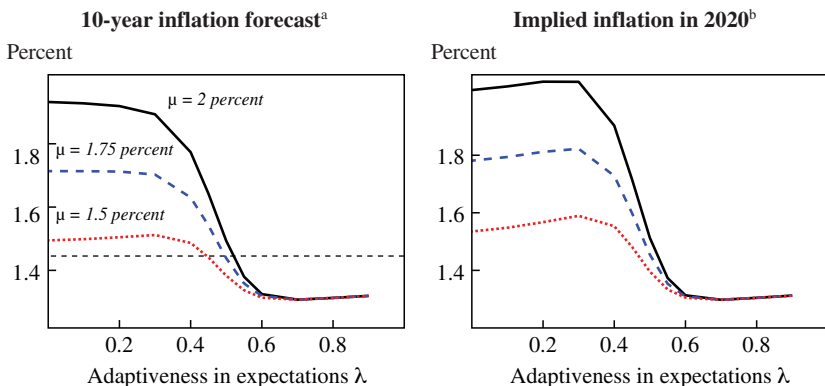 10-year inflation forecastª
Percent
μ = 2 percent
1.8
μ = 1.75 percent
1.6
μ = 1.5 percent
1.4
0.2 0.4 0.6 0.8
Adaptiveness in expectations λ
Implied inflation in 2020ᵇ
Percent
1.8
1.6
1.4
0.2 0.4 0.6 0.8
Adaptiveness in expectations λ